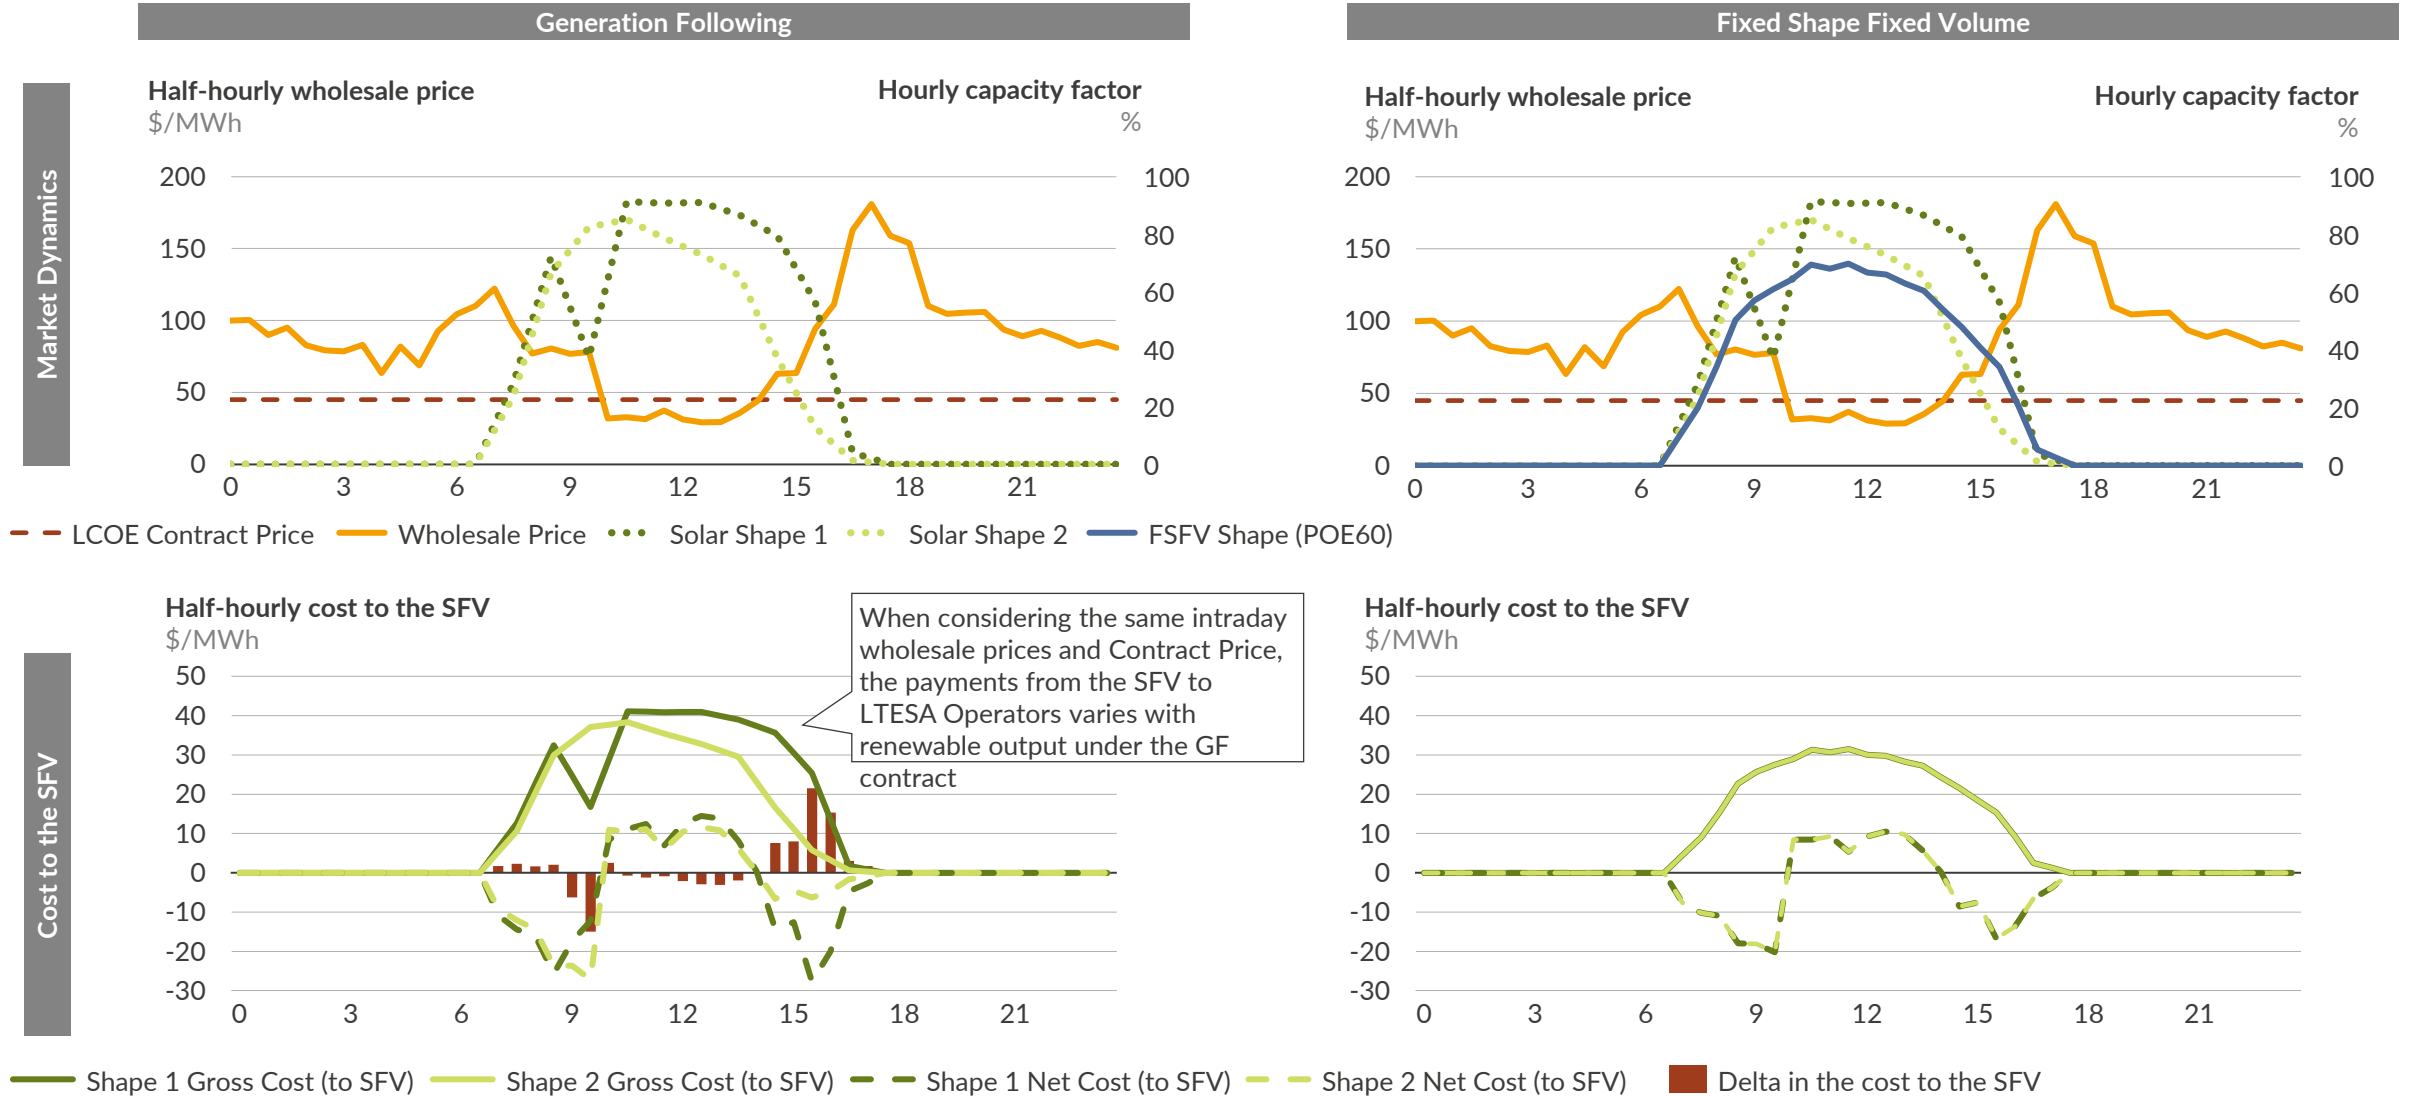 Generation Following
Fixed Shape Fixed Volume
Market Dynamics
Half-hourly wholesale price
$/MWh
Hourly capacity factor
%
200
150
100
50
0
100
80
60
40
20
0
0 3 6 9 12 15 18 21
Half-hourly wholesale price
$/MWh
Hourly capacity factor
%
200
150
100
50
0
100
80
60
40
20
0
0 3 6 9 12 15 18 21
LCOE Contract Price Wholesale Price Solar Shape 1 Solar Shape 2 FSFV Shape (POE60)
Cost to the SFV
Half-hourly cost to the SFV
$/MWh
50
40
30
20
10
0
-10
-20
-30
0 3 6 9 12 15 18 21
When considering the same intraday
wholesale prices and Contract Price,
the payments from the SFV to
LTESA Operators varies with
renewable output under the GF
contract
Half-hourly cost to the SFV
$/MWh
50
40
30
20
10
0
-10
-20
-30
0 3 6 9 12 15 18 21
Shape 1 Gross Cost (to SFV) Shape 2 Gross Cost (to SFV) Shape 1 Net Cost (to SFV) Shape 2 Net Cost (to SFV) Delta in the cost to the SFV